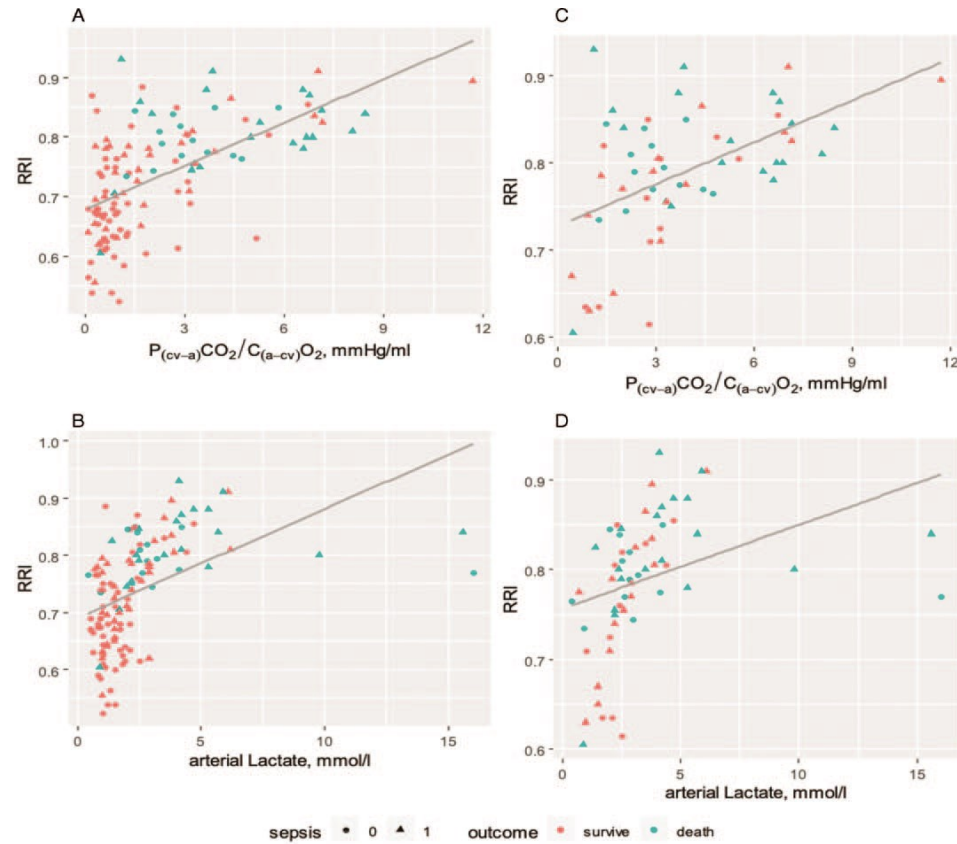 A
RRI
0.9
0.8
0.7
0.6
0 3 6 9 12
P(cv−a)CO2/C(a−cv)O2, mmHg/ml
C
RRI
0.9
0.8
0.7
0.6
0 3 6 9 12
P(cv−a)CO2/C(a−cv)O2, mmHg/ml
B
RRI
1.0
0.9
0.8
0.7
0.6
0 5 10 15
arterial Lactate, mmol/l
D
RRI
0.9
0.8
0.7
0.6
0 5 10 15
arterial Lactate, mmol/l
sepsis 0 1 outcome survive death